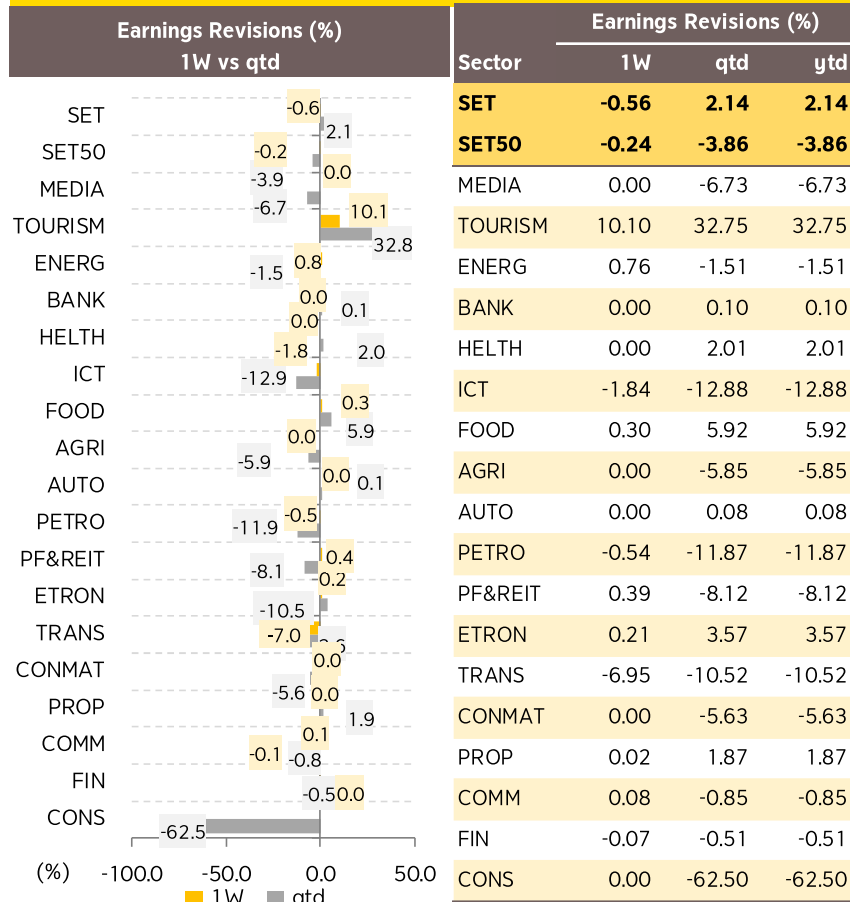 Earnings Revisions (%)
1W vs qtd
SET
-0.6
2.1
SET50
-0.2
-3.9
MEDIA
0.0
-6.7
TOURISM
10.1
32.8
ENERG
0.8
-1.5
BANK
0.0
0.1
HELTH
0.0
2.0
ICT
-1.8
-12.9
FOOD
0.3
5.9
AGRI
0.0
-5.9
AUTO
0.0
0.1
PETRO
-0.5
-11.9
PF&REIT
0.4
-8.1
ETRON
0.2
TRANS
-10.5
-7.0
CONMAT
0.0
-5.6
PROP
0.0
1.9
COMM
0.1
-0.8
FIN
-0.1
-0.5
CONS
0.0
-62.5
(%) -100.0 -50.0 0.0 50.0
1W qtd
Earnings Revisions (%)
Sector 1W qtd ytd
SET -0.56 2.14 2.14
SET50 -0.24 -3.86 -3.86
MEDIA 0.00 -6.73 -6.73
TOURISM 10.10 32.75 32.75
ENERG 0.76 -1.51 -1.51
BANK 0.00 0.10 0.10
HELTH 0.00 2.01 2.01
ICT -1.84 -12.88 -12.88
FOOD 0.30 5.92 5.92
AGRI 0.00 -5.85 -5.85
AUTO 0.00 0.08 0.08
PETRO -0.54 -11.87 -11.87
PF&REIT 0.39 -8.12 -8.12
ETRON 0.21 3.57 3.57
TRANS -6.95 -10.52 -10.52
CONMAT 0.00 -5.63 -5.63
PROP 0.02 1.87 1.87
COMM 0.08 -0.85 -0.85
FIN -0.07 -0.51 -0.51
CONS 0.00 -62.50 -62.50